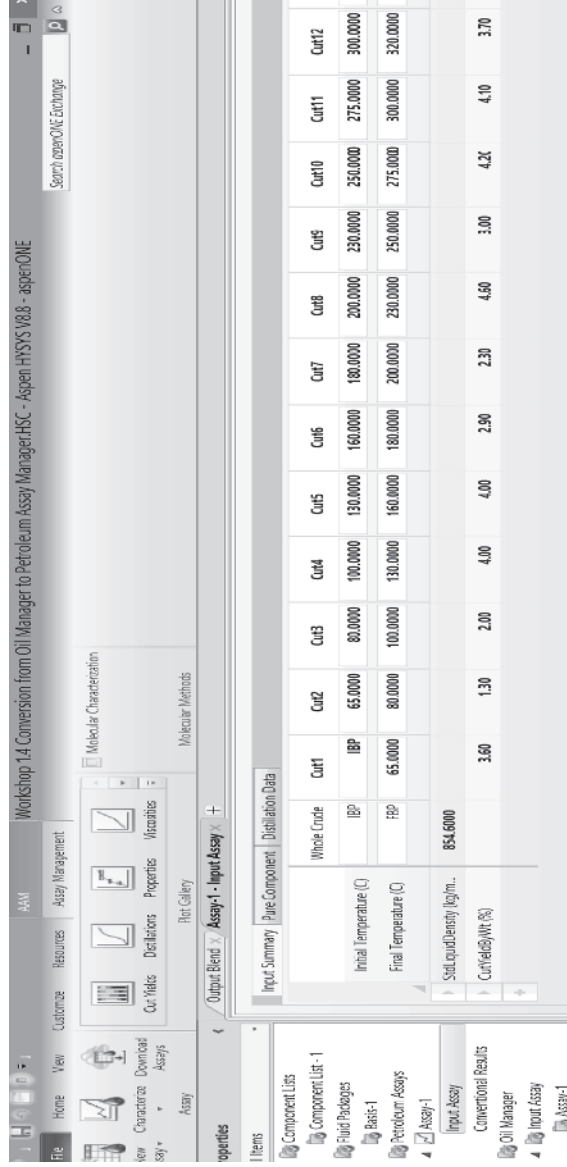 AAM
Workshop 1.4 Conversion from Oil Manager to Petroleum Assay Manager.HSC - Aspen HYSYS V8.8 - aspenONE
File Home View Customize Resources Assay Management
Search aspenONE Exchange
Characterize
Download Assays
Cut Yields Distillations Properties Viscosities
Molecular Characterization
Assay
Plot Gallery
Molecular Methods
roperties
Output Blend × Assay-1 - Input Assay × +
l Items
Input Summary Pure Component Distillation Data
Component Lists
Component List - 1
Fluid Packages
Basis-1
Petroleum Assays
Assay-1
Input Assay
Conventional Results
Oil Manager
Input Assay
Assay-1
Whole Crude Cut1 Cut2 Cut3 Cut4 Cut5 Cut6 Cut7 Cut8 Cut9 Cut10 Cut11 Cut12
Initial Temperature (C) IBP IBP 65.0000 80.0000 100.0000 130.0000 160.0000 180.0000 200.0000 230.0000 250.0000 275.0000 300.0000
Final Temperature (C) FBP 65.0000 80.0000 100.0000 130.0000 160.0000 180.0000 200.0000 230.0000 250.0000 275.0000 300.0000 320.0000
StdLiquidDensity (kg/m... 854.6000
CutYieldByWt (%) 3.60 1.30 2.00 4.00 4.00 2.90 2.30 4.60 3.00 4.20 4.10 3.70